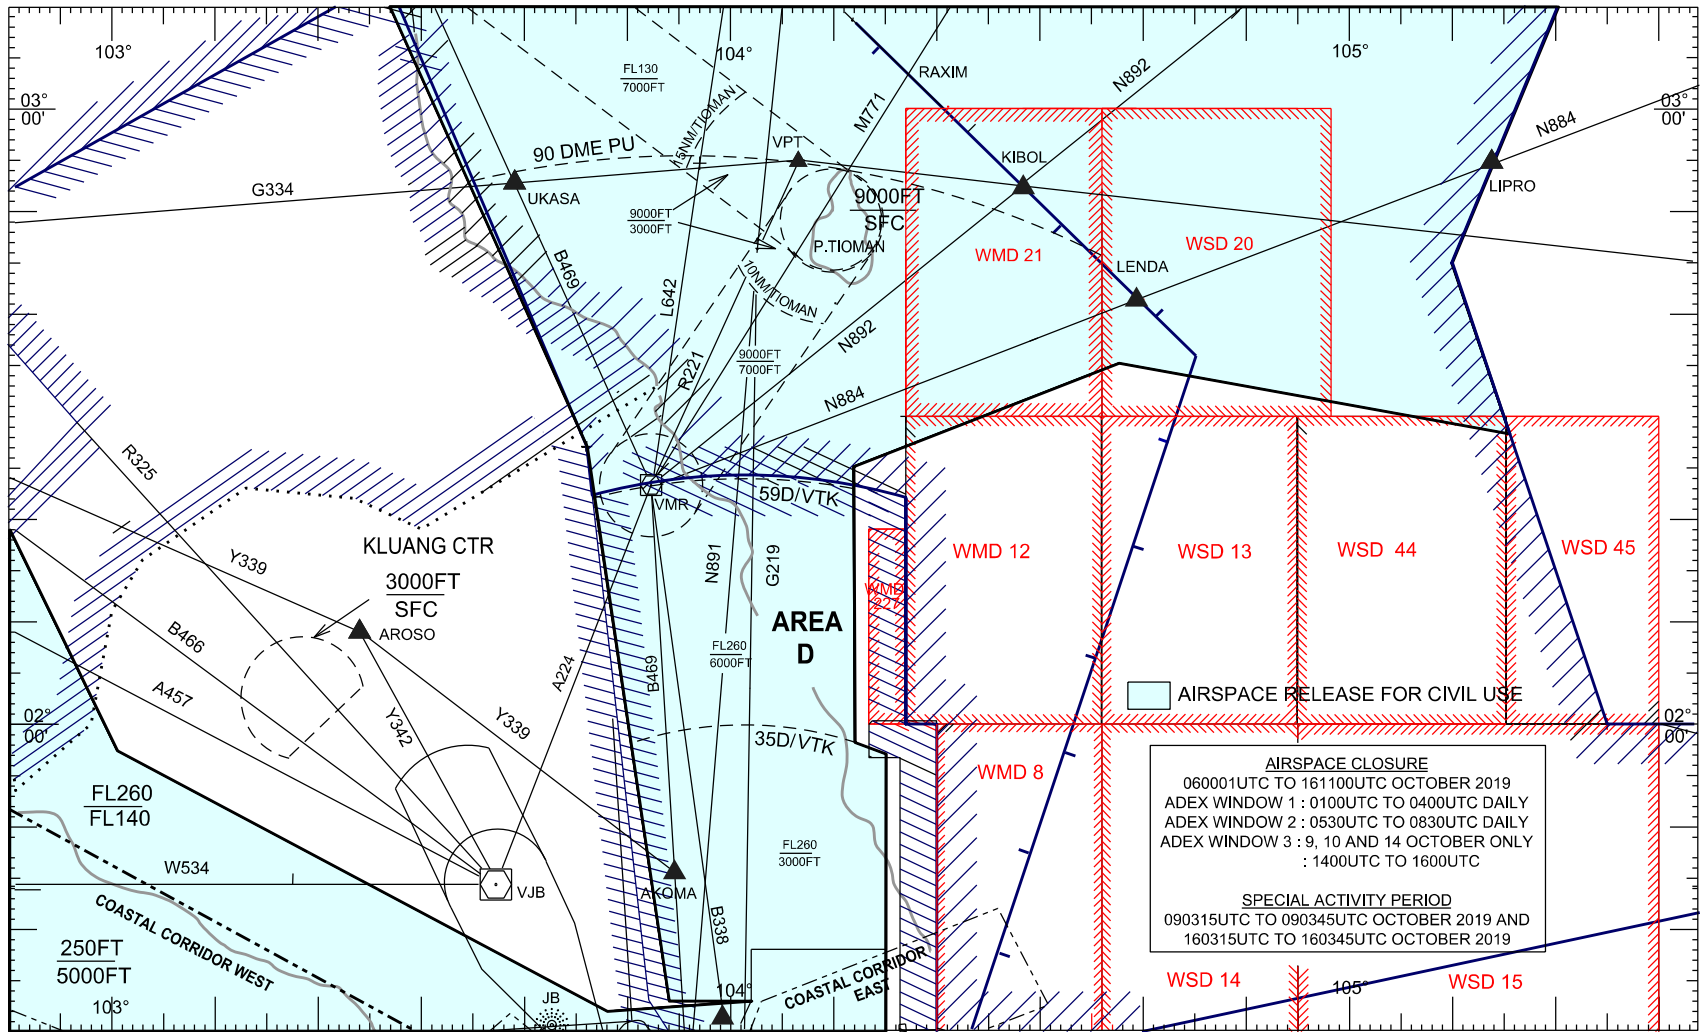 103°
104°
105°
03°
00'
03°
00'
FL130
7000FT
15NM/TIOMAN
M771
RAXIM
N892
N884
90 DME PU
VPT
KIBOL
LIPRO
G334
UKASA
9000FT
3000FT
9000FT
SFC
P.TIOMAN
WMD 21
WSD 20
LENDA
B469
L642
10NM/TIOMAN
N892
9000FT
7000FT
R221
N884
R325
VMR
59D/VTK
KLUANG CTR
3000FT
SFC
Y339
AROSO
B466
A457
Y342
Y339
A224
B469
N891
G219
AREA
D
FL260
6000FT
WMD
227
WMD 12
WSD 13
WSD 44
WSD 45
AIRSPACE RELEASE FOR CIVIL USE
02°
00'
02°
00'
35D/VTK
WMD 8
FL260
FL140
AIRSPACE CLOSURE
060001UTC TO 161100UTC OCTOBER 2019
ADEX WINDOW 1 : 0100UTC TO 0400UTC DAILY
ADEX WINDOW 2 : 0530UTC TO 0830UTC DAILY
ADEX WINDOW 3 : 9, 10 AND 14 OCTOBER ONLY
: 1400UTC TO 1600UTC
SPECIAL ACTIVITY PERIOD
090315UTC TO 090345UTC OCTOBER 2019 AND
160315UTC TO 160345UTC OCTOBER 2019
FL260
3000FT
W534
VJB
AKOMA
B338
COASTAL CORRIDOR WEST
250FT
5000FT
COASTAL CORRIDOR
EAST
JB
WSD 14
WSD 15
103°
104°
105°